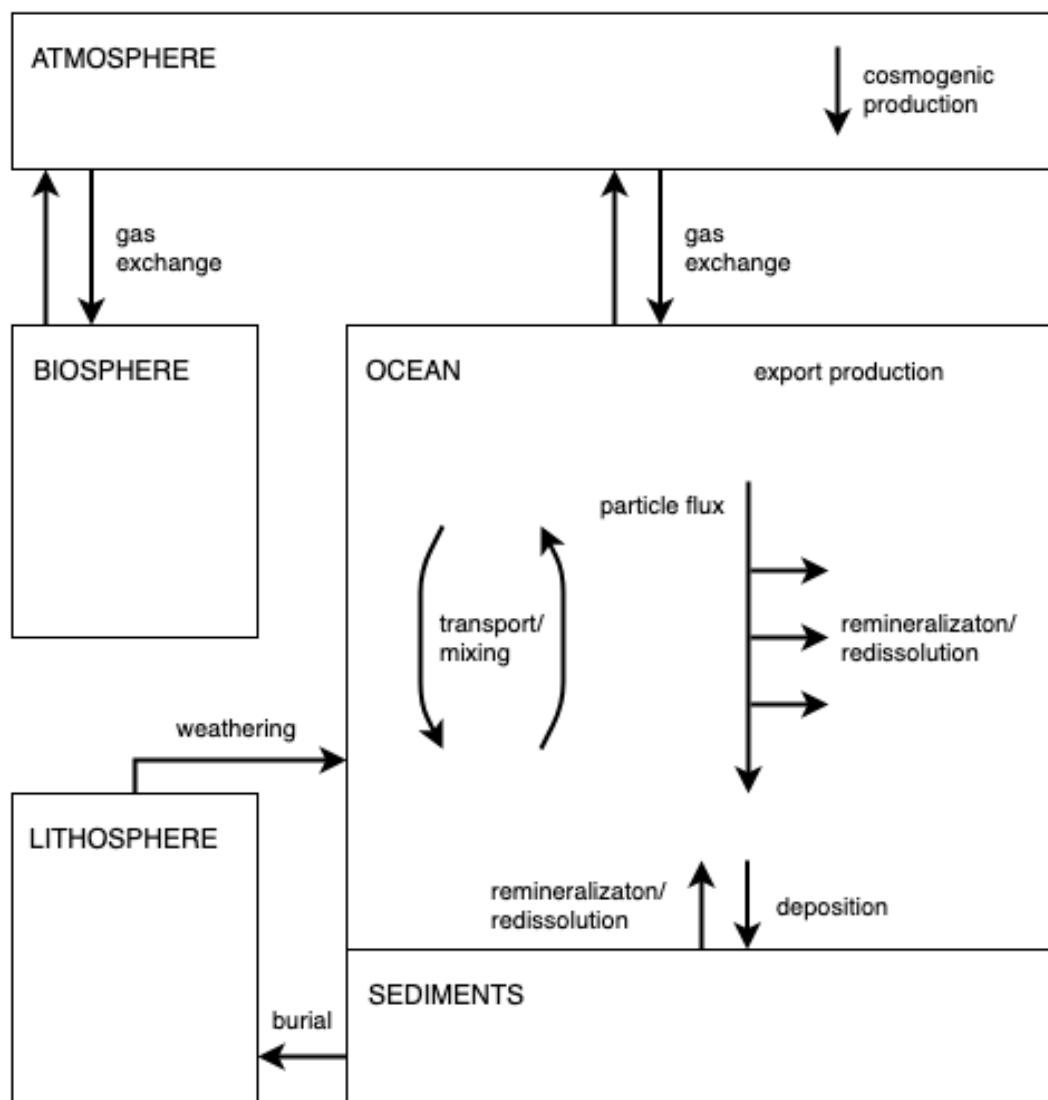 ATMOSPHERE
cosmogenic
production
gas
exchange
gas
exchange
BIOSPHERE
OCEAN
export production
particle flux
transport/
mixing
remineralizaton/
redissolution
weathering
LITHOSPHERE
remineralizaton/
redissolution
deposition
SEDIMENTS
burial